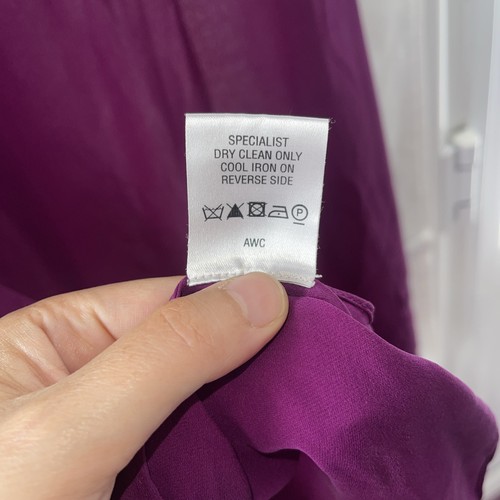 SPECIALIST
DRY CLEAN ONLY
COOL IRON ON
REVERSE SIDE
P
AWC